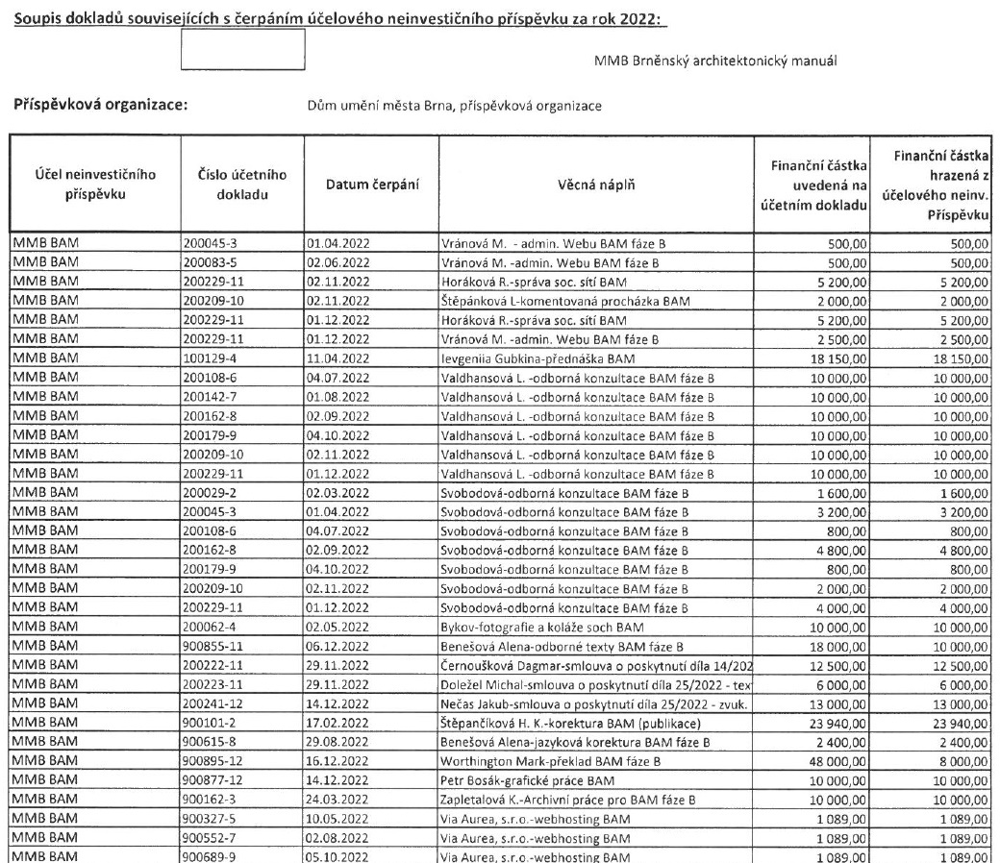 Soupis dokladů souvisejících s čerpáním účelového neinvestičního příspěvku za rok 2022:
MMB Brněnský architektonický manuál
Příspěvková organizace: Dům umění města Brna, příspěvková organizace
Účel neinvestičního příspěvku Číslo účetního dokladu Datum čerpání Věcná náplň Finanční částka uvedená na účetním dokladu Finanční částka hrazená z účelového neinv. Příspěvku
MMB BAM 200045-3 01.04.2022 Vránová M. - admin. Webu BAM fáze B 500,00 500,00
MMB BAM 200083-5 02.06.2022 Vránová M. -admin. Webu BAM fáze B 500,00 500,00
MMB BAM 200229-11 02.11.2022 Horáková R.-správa soc. sítí BAM 5 200,00 5 200,00
MMB BAM 200209-10 02.11.2022 Štěpánková L-komentovaná procházka BAM 2 000,00 2 000,00
MMB BAM 200229-11 01.12.2022 Horáková R.-správa soc. sítí BAM 5 200,00 5 200,00
MMB BAM 200229-11 01.12.2022 Vránová M. -admin. Webu BAM fáze B 2 500,00 2 500,00
MMB BAM 100129-4 11.04.2022 Ievgeniia Gubkina-přednáška BAM 18 150,00 18 150,00
MMB BAM 200108-6 04.07.2022 Valdhansová L. -odborná konzultace BAM fáze B 10 000,00 10 000,00
MMB BAM 200142-7 01.08.2022 Valdhansová L. -odborná konzultace BAM fáze B 10 000,00 10 000,00
MMB BAM 200162-8 02.09.2022 Valdhansová L. -odborná konzultace BAM fáze B 10 000,00 10 000,00
MMB BAM 200179-9 04.10.2022 Valdhansová L. -odborná konzultace BAM fáze B 10 000,00 10 000,00
MMB BAM 200209-10 02.11.2022 Valdhansová L. -odborná konzultace BAM fáze B 10 000,00 10 000,00
MMB BAM 200229-11 01.12.2022 Valdhansová L. -odborná konzultace BAM fáze B 10 000,00 10 000,00
MMB BAM 200029-2 02.03.2022 Svobodová-odborná konzultace BAM fáze B 1 600,00 1 600,00
MMB BAM 200045-3 01.04.2022 Svobodová-odborná konzultace BAM fáze B 3 200,00 3 200,00
MMB BAM 200108-6 04.07.2022 Svobodová-odborná konzultace BAM fáze B 800,00 800,00
MMB BAM 200162-8 02.09.2022 Svobodová-odborná konzultace BAM fáze B 4 800,00 4 800,00
MMB BAM 200179-9 04.10.2022 Svobodová-odborná konzultace BAM fáze B 800,00 800,00
MMB BAM 200209-10 02.11.2022 Svobodová-odborná konzultace BAM fáze B 2 000,00 2 000,00
MMB BAM 200229-11 01.12.2022 Svobodová-odborná konzultace BAM fáze B 4 000,00 4 000,00
MMB BAM 200062-4 02.05.2022 Bykov-fotografie a koláže soch BAM 10 000,00 10 000,00
MMB BAM 900855-11 06.12.2022 Benešová Alena-odborné texty BAM fáze B 18 000,00 10 000,00
MMB BAM 200222-11 29.11.2022 Černoušková Dagmar-smlouva o poskytnutí díla 14/202 12 500,00 12 500,00
MMB BAM 200223-11 29.11.2022 Doležel Michal-smlouva o poskytnutí díla 25/2022 - tex 6 000,00 6 000,00
MMB BAM 200241-12 14.12.2022 Nečas Jakub-smlouva o poskytnutí díla 25/2022 - zvuk. 13 000,00 13 000,00
MMB BAM 900101-2 17.02.2022 Štěpančíková H. K.-korektura BAM (publikace) 23 940,00 23 940,00
MMB BAM 900615-8 29.08.2022 Benešová Alena-jazyková korektura BAM fáze B 2 400,00 2 400,00
MMB BAM 900895-12 16.12.2022 Worthington Mark-překlad BAM fáze B 48 000,00 8 000,00
MMB BAM 900877-12 14.12.2022 Petr Bosák-grafické práce BAM 10 000,00 10 000,00
MMB BAM 900162-3 24.03.2022 Zapletalová K.-Archivní práce pro BAM fáze B 10 000,00 10 000,00
MMB BAM 900327-5 10.05.2022 Via Aurea, s.r.o.-webhosting BAM 1 089,00 1 089,00
MMB BAM 900552-7 02.08.2022 Via Aurea, s.r.o.-webhosting BAM 1 089,00 1 089,00
MMB BAM 900689-9 05.10.2022 Via Aurea, s.r.o.-webhosting BAM 1 089,00 1 089,00